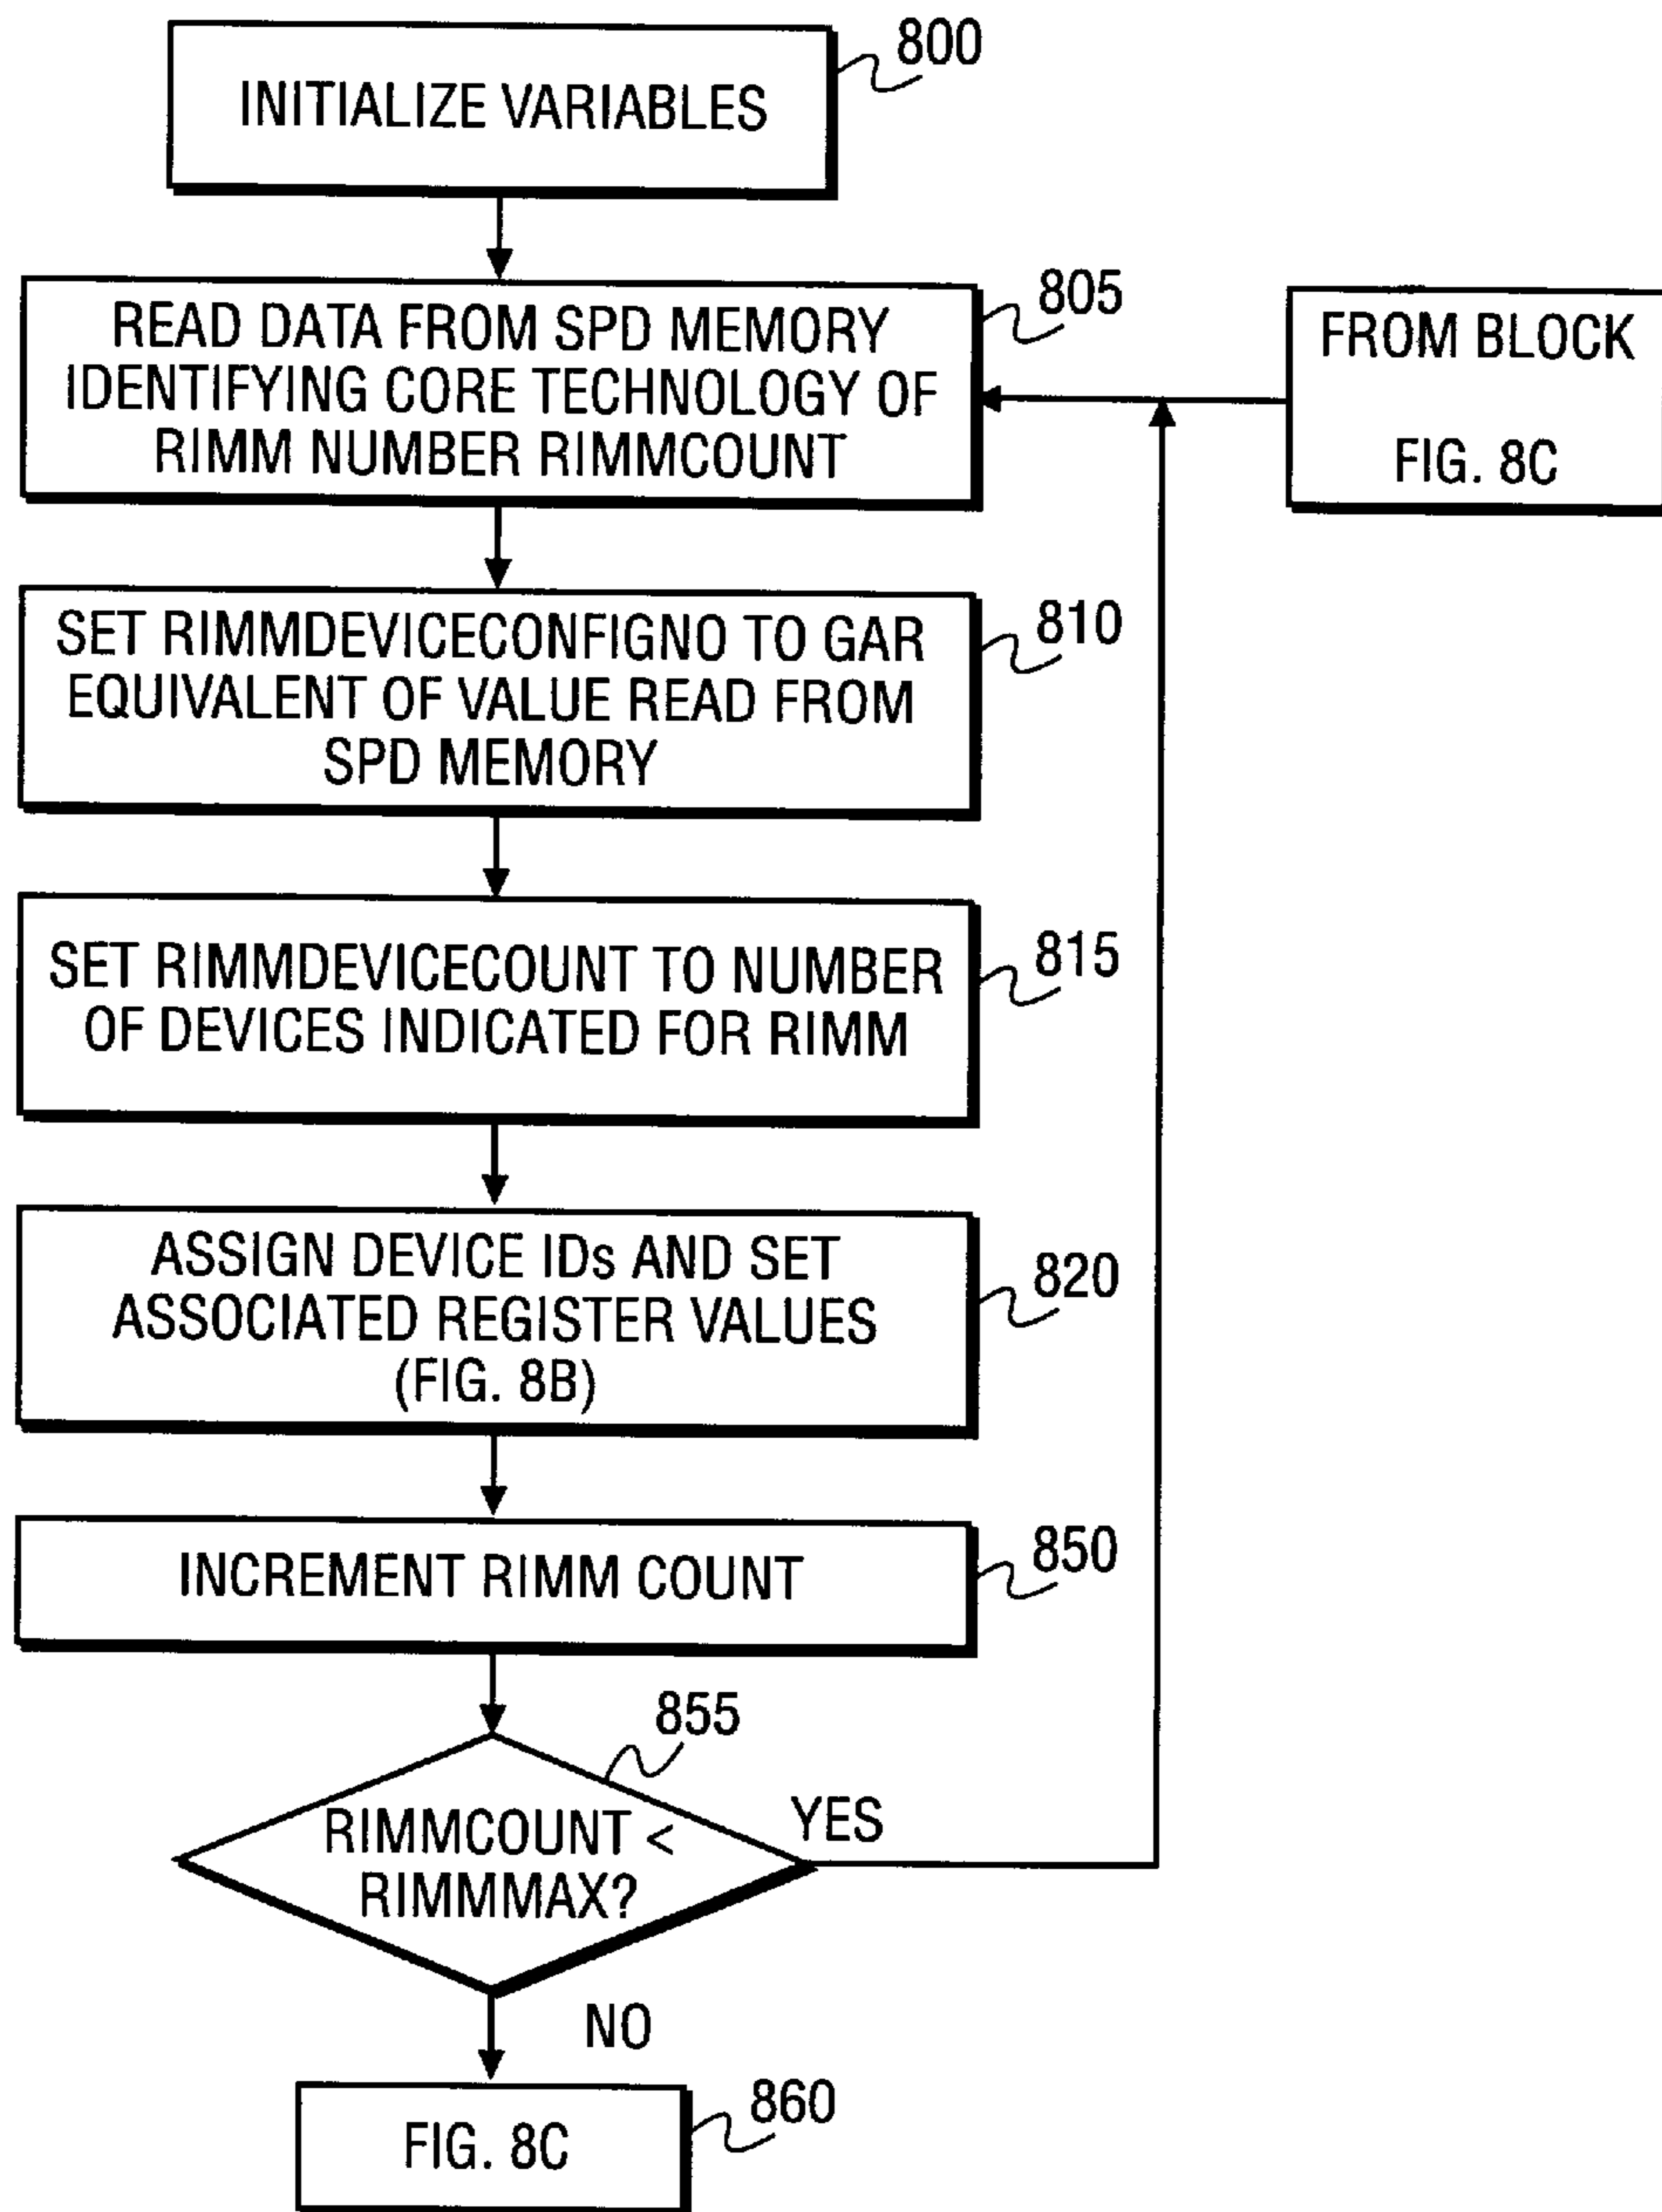 800
INITIALIZE VARIABLES
805
READ DATA FROM SPD MEMORY
IDENTIFYING CORE TECHNOLOGY OF
RIMM NUMBER RIMMCOUNT
FROM BLOCK
FIG. 8C
810
SET RIMMDEVICECONFIGNO TO GAR
EQUIVALENT OF VALUE READ FROM
SPD MEMORY
815
SET RIMMDEVICECOUNT TO NUMBER
OF DEVICES INDICATED FOR RIMM
820
ASSIGN DEVICE IDs AND SET
ASSOCIATED REGISTER VALUES
(FIG. 8B)
850
INCREMENT RIMM COUNT
855
RIMMCOUNT <
RIMMMAX?
YES
NO
860
FIG. 8C